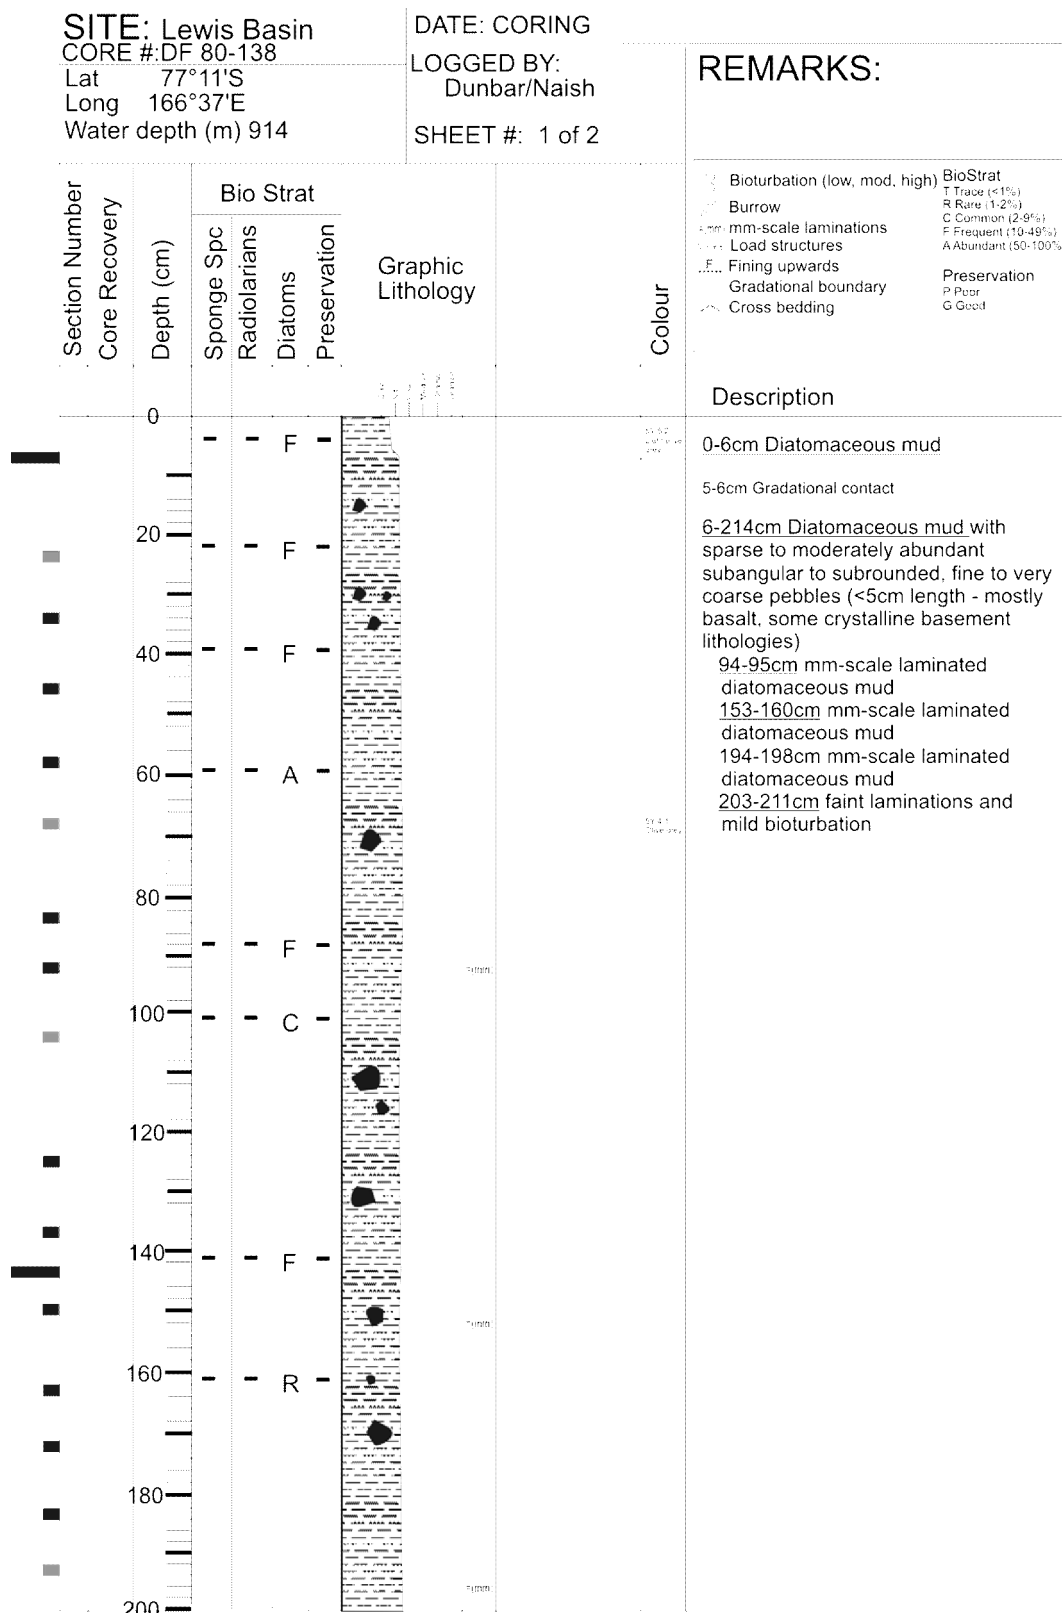 SITE: Lewis Basin
CORE #:DF 80-138
Lat 77°11'S
Long 166°37'E
Water depth (m) 914
DATE: CORING
LOGGED BY:
Dunbar/Naish
SHEET #: 1 of 2
REMARKS:
Bioturbation (low, mod, high)
Burrow
mm-scale laminations
Load structures
F Fining upwards
Gradational boundary
Cross bedding
BioStrat
T Trace (<1%)
R Rare (1-2%)
C Common (2-9%)
F Frequent (10-49%)
A Abundant (50-100%
Preservation
P Poor
G Good
Section Number
Core Recovery
Depth (cm)
Bio Strat
Sponge Spc
Radiolarians
Diatoms
Preservation
Graphic
Lithology
Colour
Description
0
- - F -
20
- - F -
40
- - F -
60
- - A -
80
- - F -
100
- - C -
120
140
- - F -
160
- - R -
180
200
0-6cm Diatomaceous mud
5-6cm Gradational contact
6-214cm Diatomaceous mud with
sparse to moderately abundant
subangular to subrounded, fine to very
coarse pebbles (<5cm length - mostly
basalt, some crystalline basement
lithologies)
94-95cm mm-scale laminated
diatomaceous mud
153-160cm mm-scale laminated
diatomaceous mud
194-198cm mm-scale laminated
diatomaceous mud
203-211cm faint laminations and
mild bioturbation